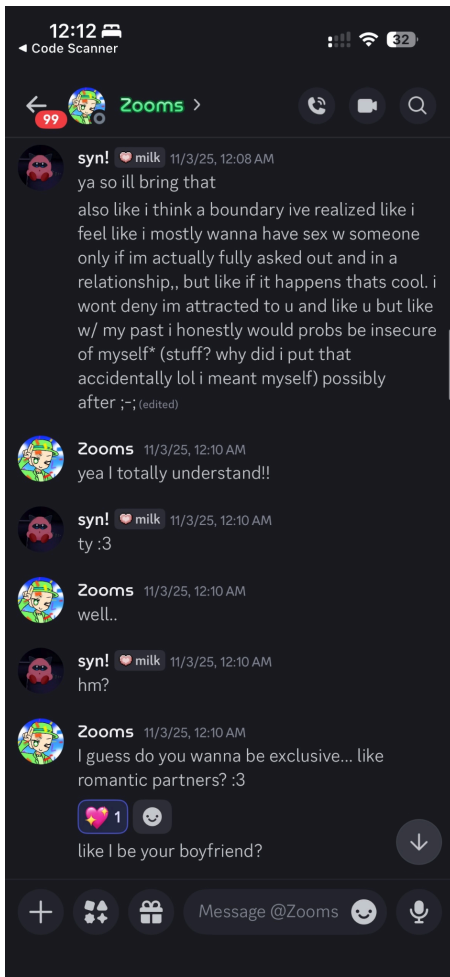 12:12
◀ Code Scanner
32
99
Zooms >
syn! milk 11/3/25, 12:08 AM
ya so ill bring that
also like i think a boundary ive realized like i
feel like i mostly wanna have sex w someone
only if im actually fully asked out and in a
relationship,, but like if it happens thats cool. i
wont deny im attracted to u and like u but like
w/ my past i honestly would probs be insecure
of myself* (stuff? why did i put that
accidentally lol i meant myself) possibly
after ;-; (edited)
Zooms 11/3/25, 12:10 AM
yea I totally understand!!
syn! milk 11/3/25, 12:10 AM
ty :3
Zooms 11/3/25, 12:10 AM
well..
syn! milk 11/3/25, 12:10 AM
hm?
Zooms 11/3/25, 12:10 AM
I guess do you wanna be exclusive... like
romantic partners? :3
💖 1
like I be your boyfriend?
Message @Zooms